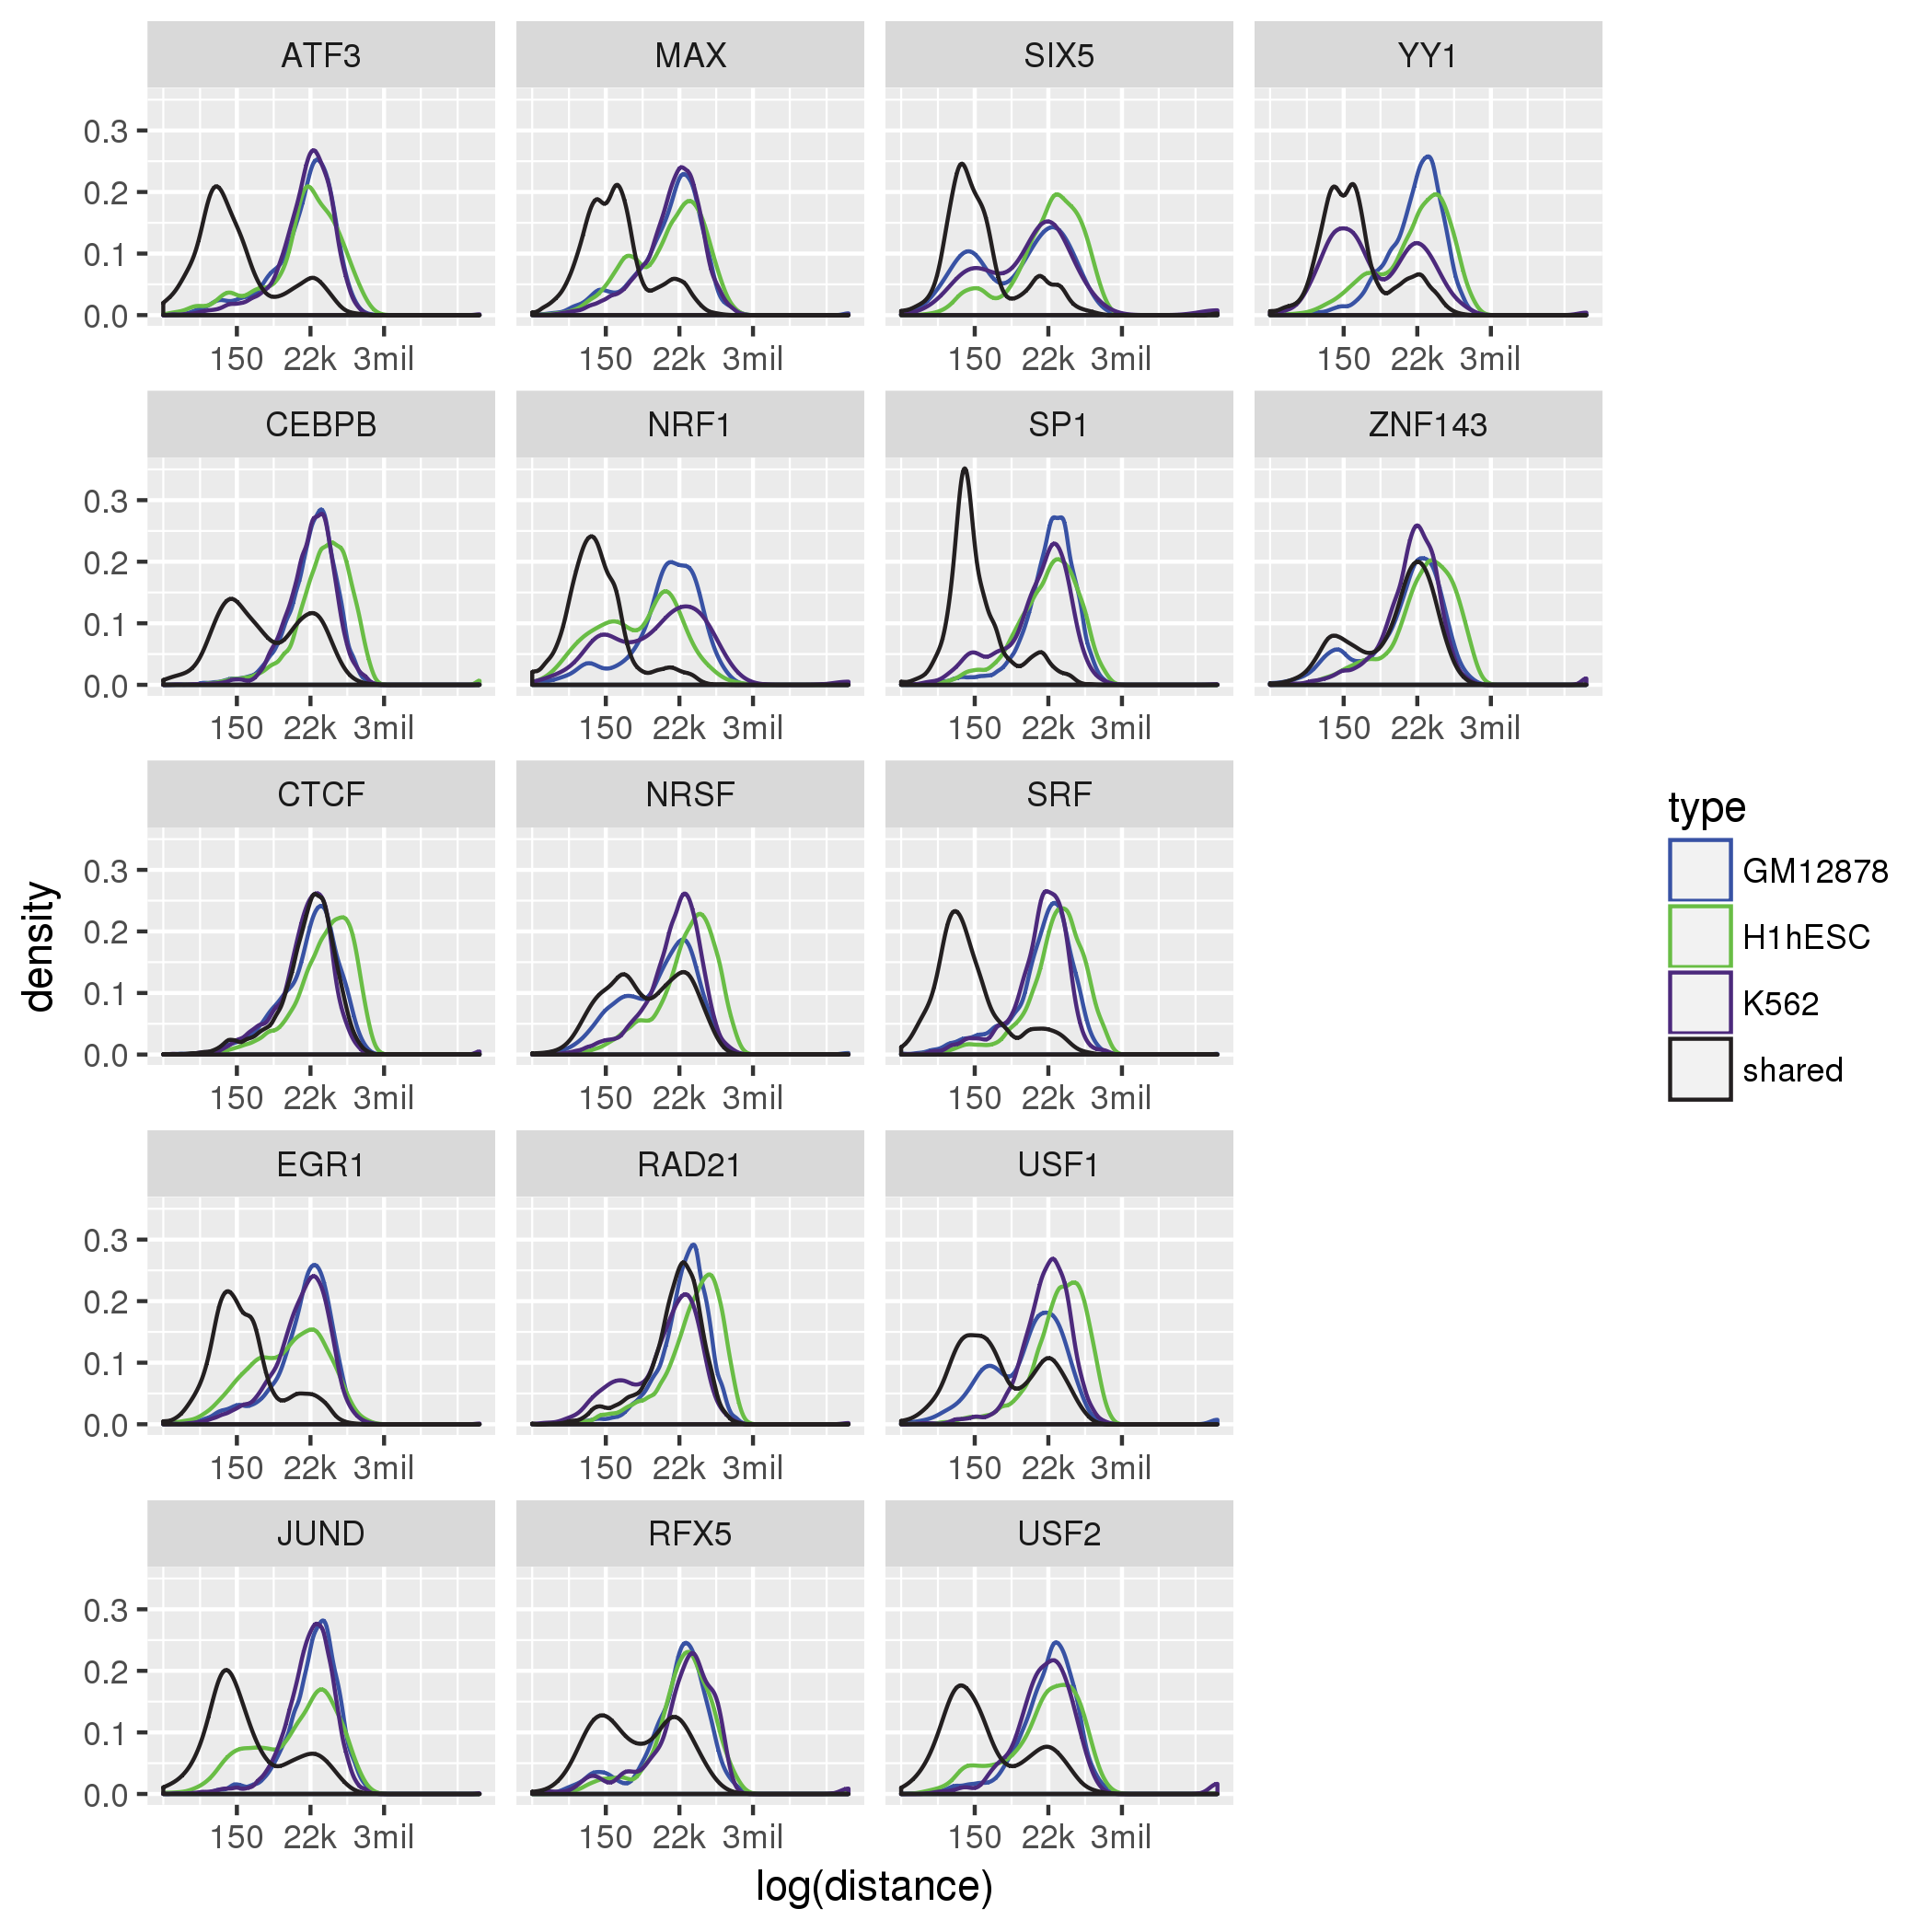 ATF3 MAX SIX5 YY1
0.3
0.2
0.1
0.0
150 22k 3mil 150 22k 3mil 150 22k 3mil 150 22k 3mil
CEBPB NRF1 SP1 ZNF143
0.3
0.2
0.1
0.0
150 22k 3mil 150 22k 3mil 150 22k 3mil 150 22k 3mil
CTCF NRSF SRF
0.3
0.2
0.1
0.0
150 22k 3mil 150 22k 3mil 150 22k 3mil
EGR1 RAD21 USF1
0.3
0.2
0.1
0.0
150 22k 3mil 150 22k 3mil 150 22k 3mil
JUND RFX5 USF2
0.3
0.2
0.1
0.0
150 22k 3mil 150 22k 3mil 150 22k 3mil
density
log(distance)
type
GM12878
H1hESC
K562
shared